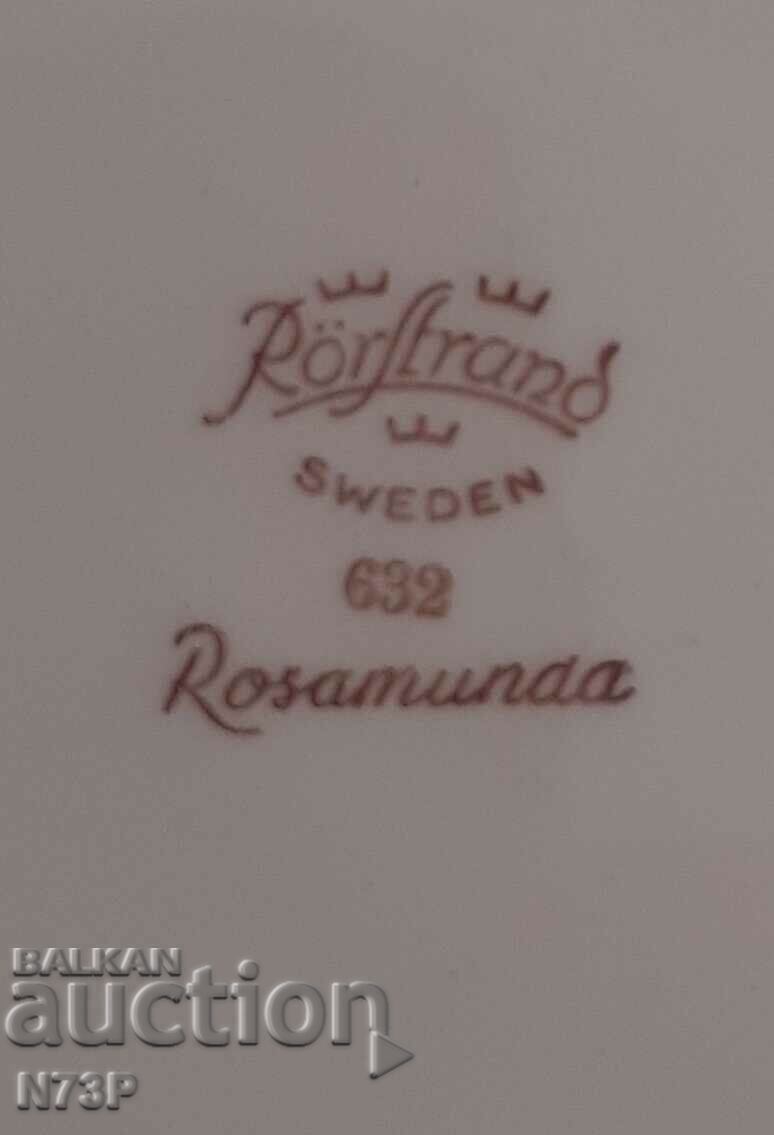 Rörstrand
SWEDEN
632
Rosamunda
BALKAN
auction
N73P